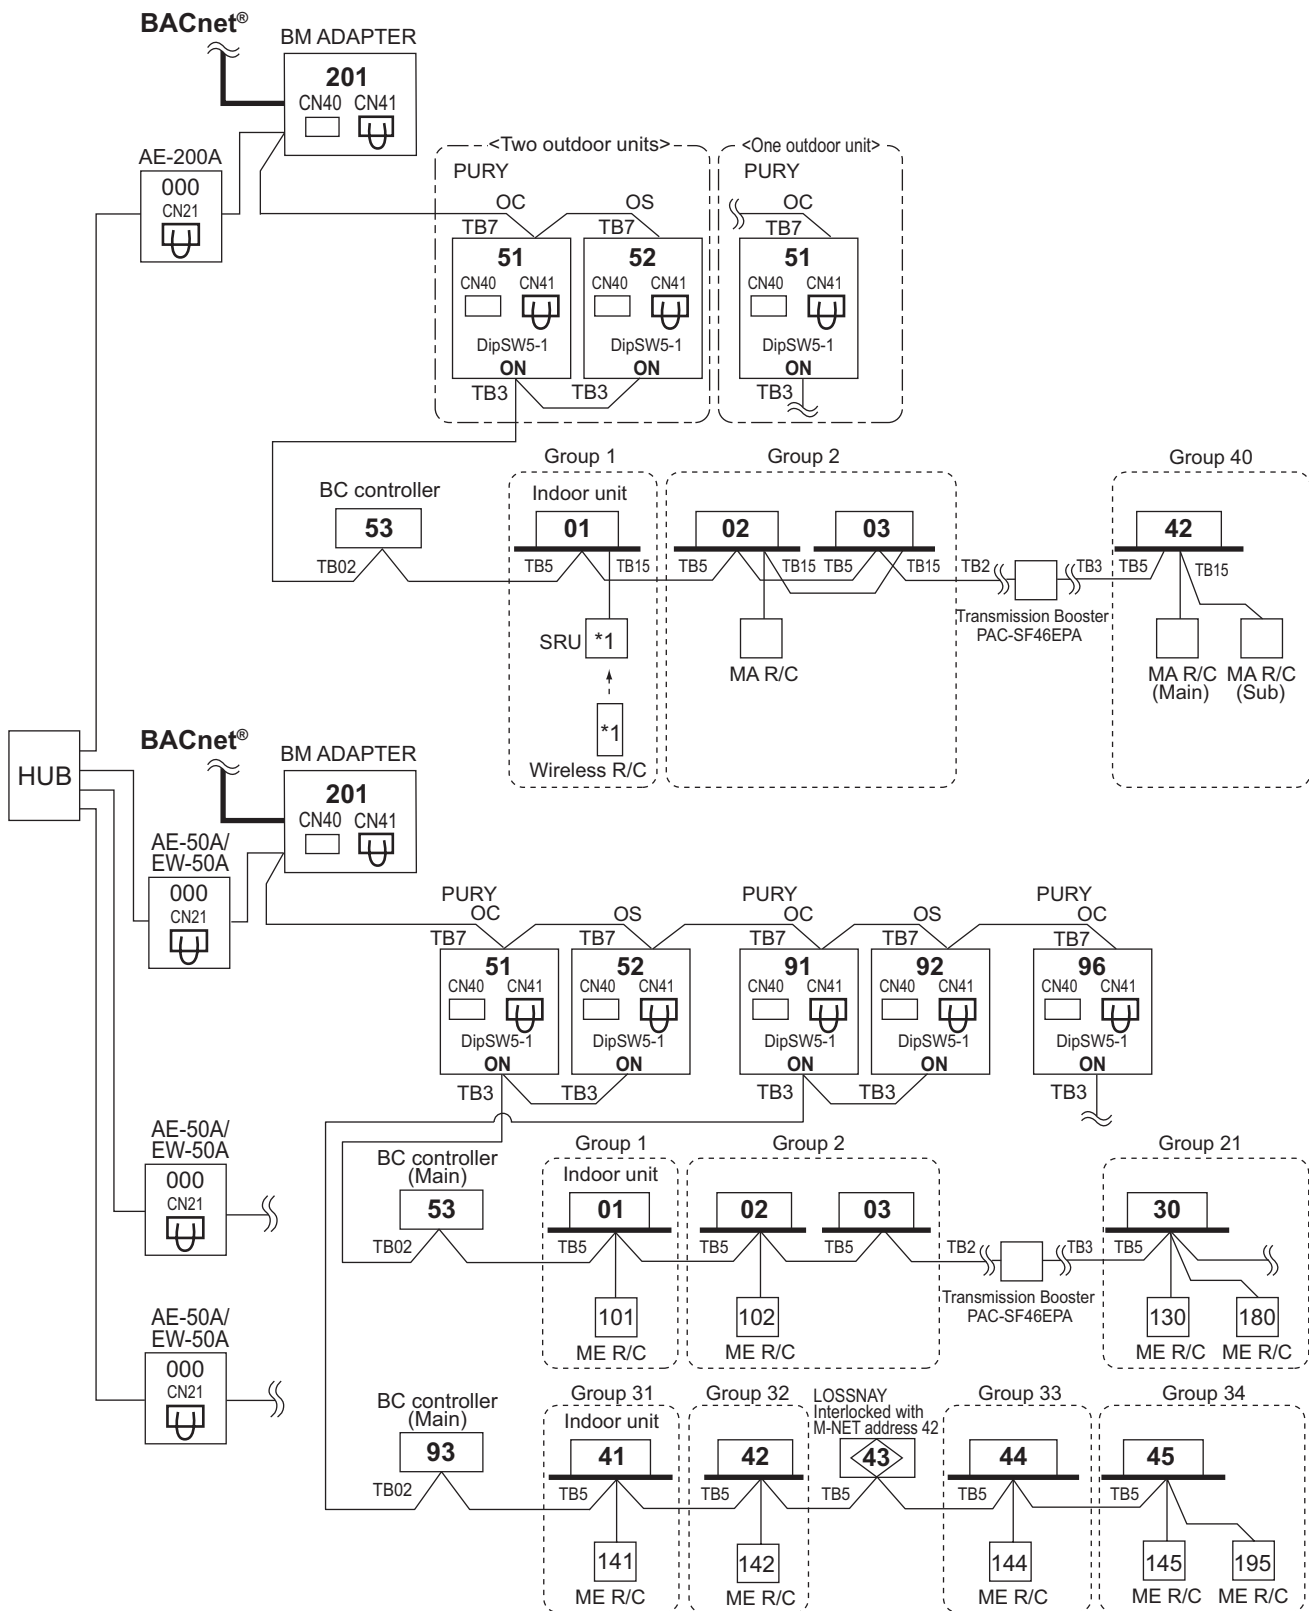 BACnet®
BM ADAPTER
201
CN40 CN41
AE-200A
000
CN21
<Two outdoor units>
PURY
OC
OS
TB7
TB7
51
CN40 CN41
DipSW5-1
ON
52
CN40 CN41
DipSW5-1
ON
TB3
TB3
<One outdoor unit>
PURY
OC
TB7
51
CN40 CN41
DipSW5-1
ON
TB3
BC controller
53
TB02
Group 1
Indoor unit
01
TB5
TB15
SRU
*1
*1
Wireless R/C
Group 2
02
TB5
TB15
03
TB5
TB15
MA R/C
TB2
TB3
Transmission Booster
PAC-SF46EPA
Group 40
42
TB5
TB15
MA R/C
(Main)
MA R/C
(Sub)
HUB
BACnet®
BM ADAPTER
201
CN40 CN41
AE-50A/
EW-50A
000
CN21
PURY
OC
OS
TB7
TB7
51
CN40 CN41
DipSW5-1
ON
52
CN40 CN41
DipSW5-1
ON
TB3
TB3
PURY
OC
OS
TB7
TB7
91
CN40 CN41
DipSW5-1
ON
92
CN40 CN41
DipSW5-1
ON
TB3
TB3
PURY
OC
TB7
96
CN40 CN41
DipSW5-1
ON
TB3
AE-50A/
EW-50A
000
CN21
BC controller
(Main)
53
TB02
Group 1
Indoor unit
01
TB5
101
ME R/C
Group 2
02
TB5
03
TB5
102
ME R/C
TB2
TB3
Transmission Booster
PAC-SF46EPA
Group 21
30
TB5
130
ME R/C
180
ME R/C
AE-50A/
EW-50A
000
CN21
BC controller
(Main)
93
TB02
Group 31
Indoor unit
41
TB5
141
ME R/C
Group 32
42
TB5
142
ME R/C
LOSSNAY
Interlocked with
M-NET address 42
43
TB5
Group 33
44
TB5
144
ME R/C
Group 34
45
TB5
145
ME R/C
195
ME R/C